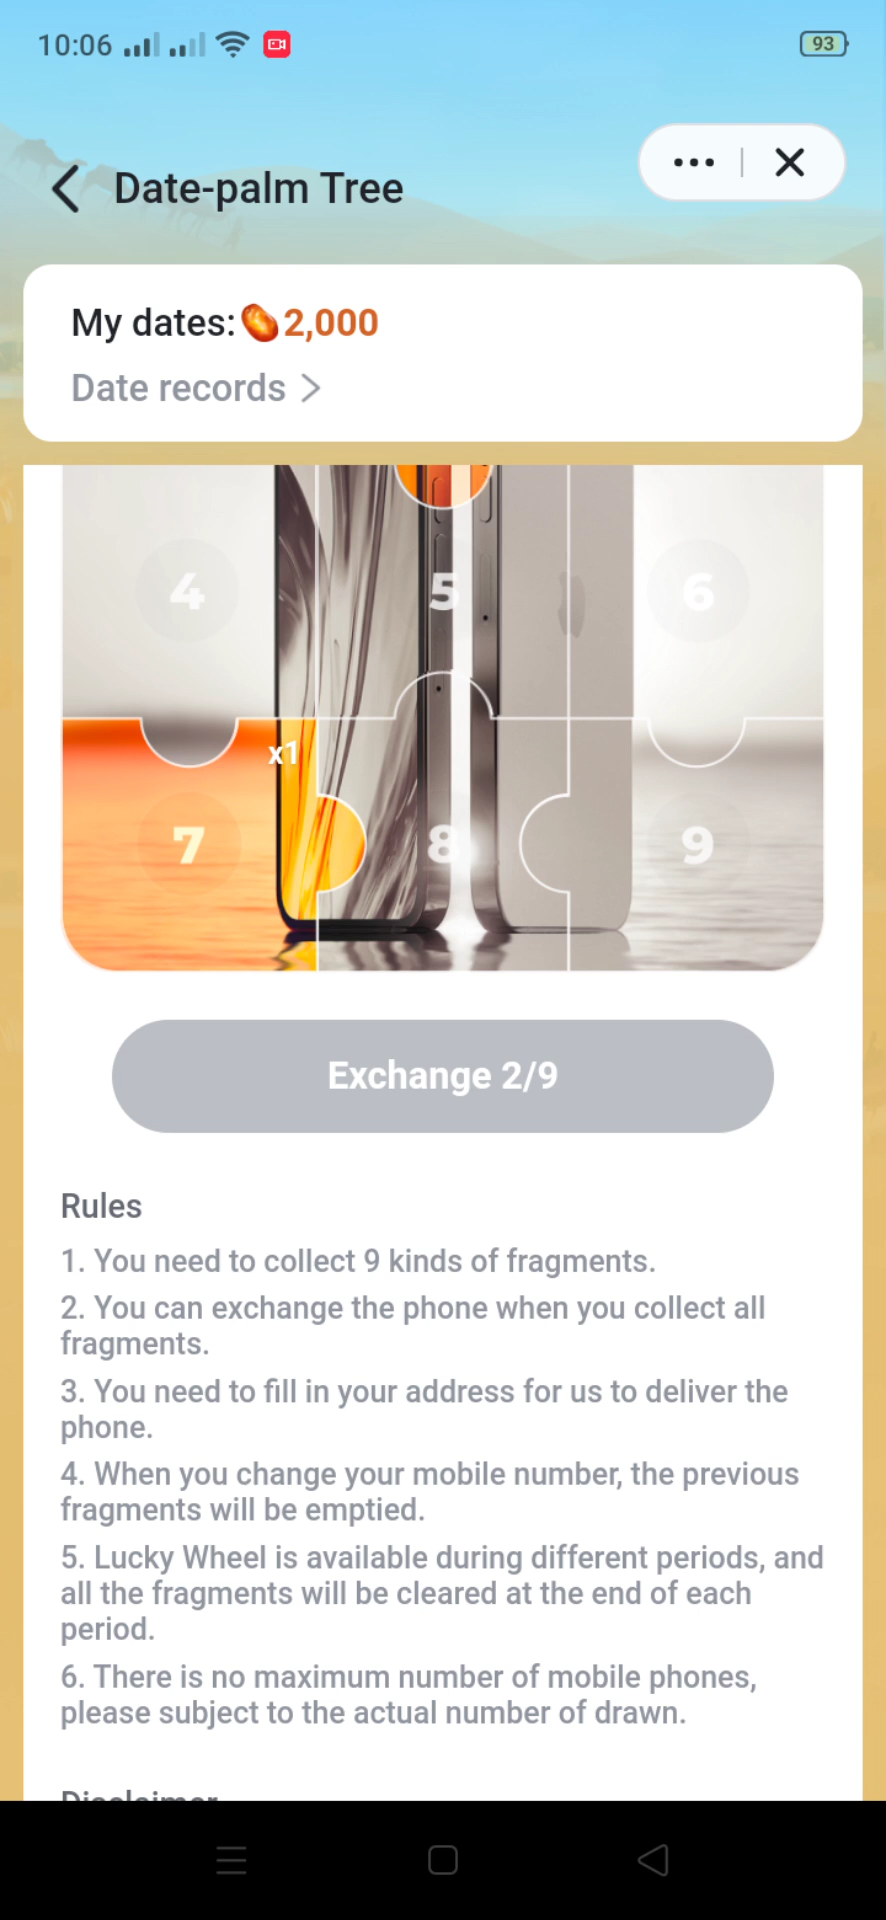 10:06
93
Date-palm Tree
My dates: 2,000
Date records
4
5
6
x1
7
8
9
Exchange 2/9
Rules
1. You need to collect 9 kinds of fragments.
2. You can exchange the phone when you collect all
fragments.
3. You need to fill in your address for us to deliver the
phone.
4. When you change your mobile number, the previous
fragments will be emptied.
5. Lucky Wheel is available during different periods, and
all the fragments will be cleared at the end of each
period.
6. There is no maximum number of mobile phones,
please subject to the actual number of drawn.